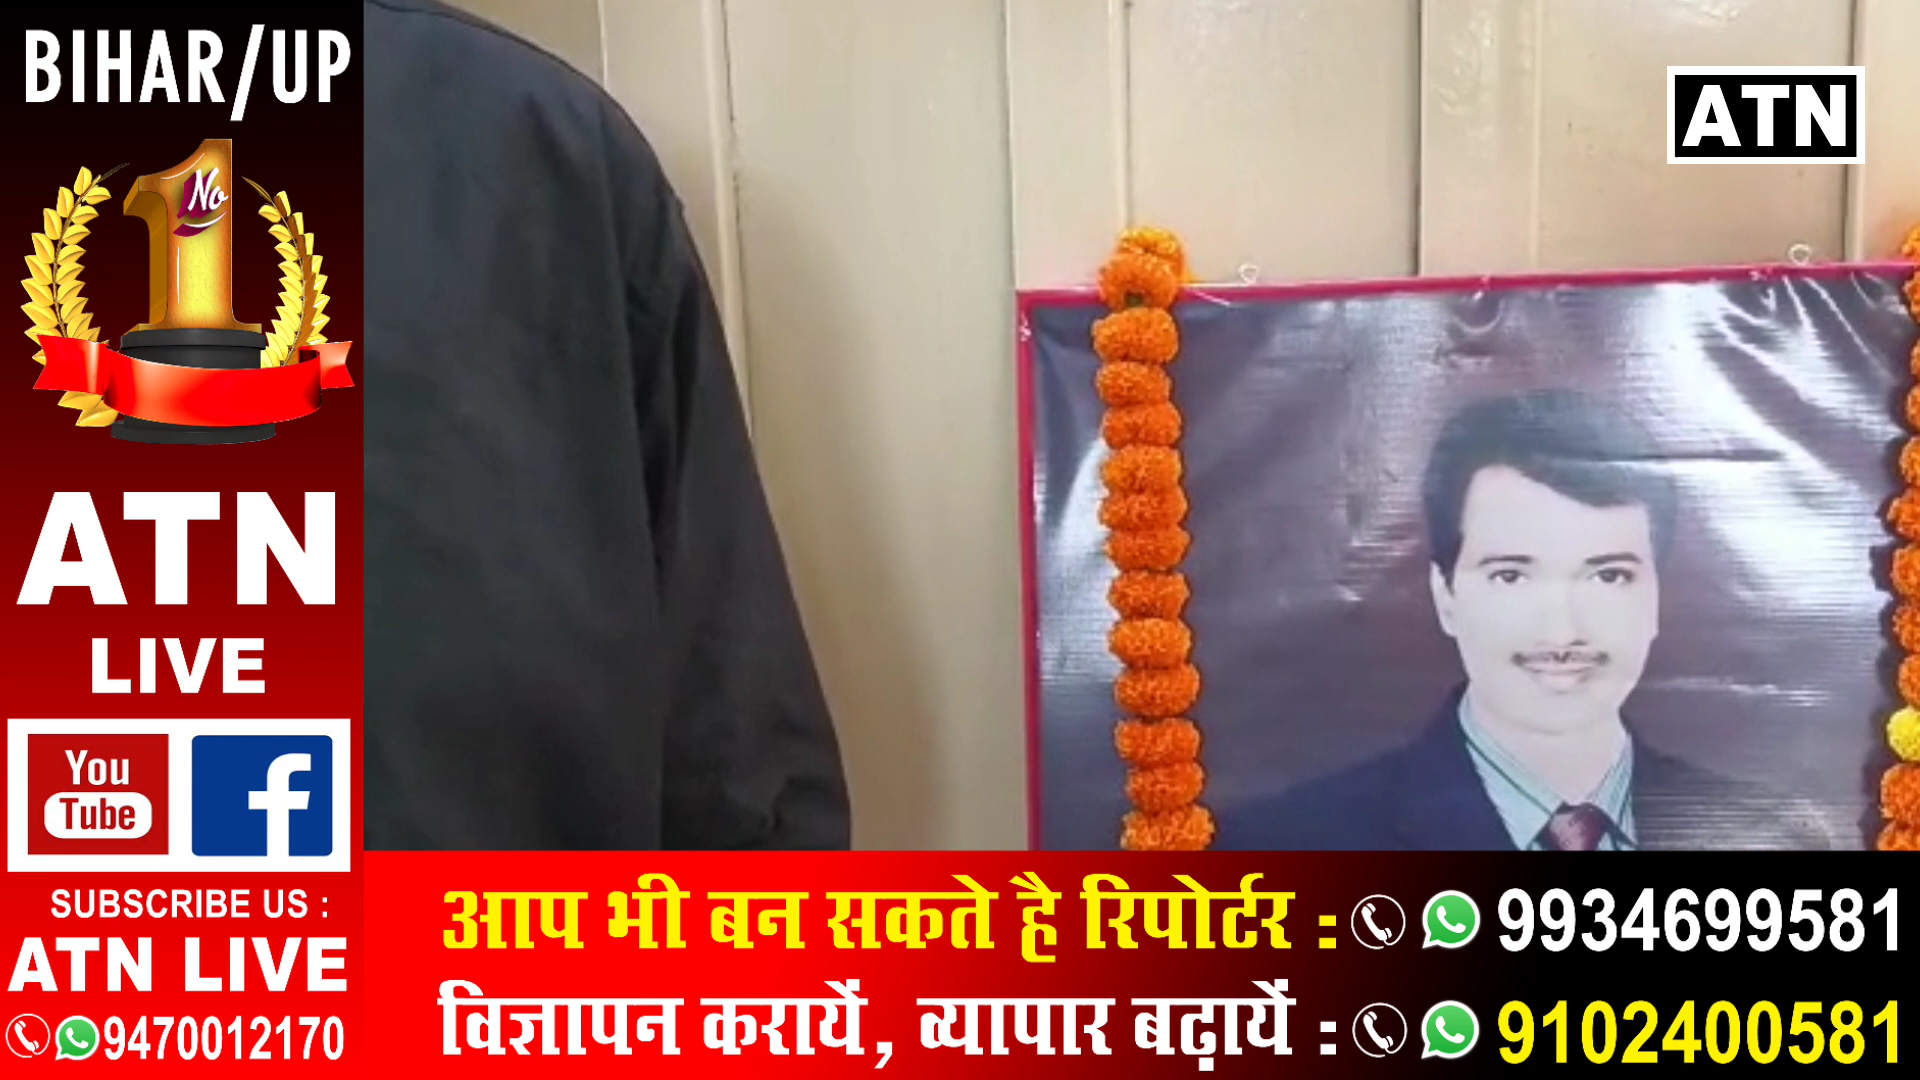 BIHAR/UP
No
1
ATN
LIVE
You
Tube
f
SUBSCRIBE US :
ATN LIVE
9470012170
ATN
आप भी बन सकते है रिपोर्टर : 9934699581
विज्ञापन करायें, व्यापार बढ़ायें : 9102400581